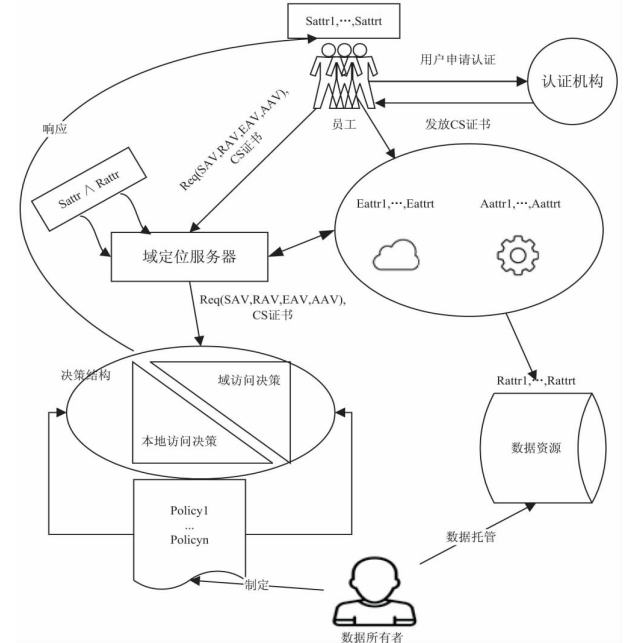 Sattr1,⋯,Sattrt
用户申请认证
认证机构
响应
员工
发放CS证书
Req(SAV,RAV,EAV,AAV),
CS证书
Sattr ∧ Rattr
Eattr1,⋯,Eattrt
Aattr1,⋯,Aattrt
域定位服务器
Req(SAV,RAV,EAV,AAV),
CS证书
决策结构
域访问决策
Rattr1,⋯,Rattrt
本地访问决策
数据资源
Policy1
...
Policyn
数据托管
制定
数据所有者